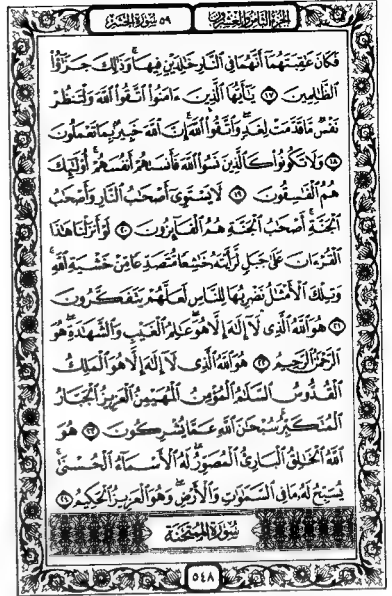 الجزء الثامن والعشرون ٥٩ سورة الحشر
فَكَانَ عَٰقِبَتَهُمَآ أَنَّهُمَا فِى ٱلنَّارِ خَٰلِدَيْنِ فِيهَا ۚ وَذَٰلِكَ جَزَٰٓؤُا۟
ٱلظَّٰلِمِينَ ١٧ يَٰٓأَيُّهَا ٱلَّذِينَ ءَامَنُوا۟ ٱتَّقُوا۟ ٱللَّهَ وَلْتَنظُرْ
نَفْسٌ مَّا قَدَّمَتْ لِغَدٍ ۖ وَٱتَّقُوا۟ ٱللَّهَ ۚ إِنَّ ٱللَّهَ خَبِيرٌۢ بِمَا تَعْمَلُونَ
١٨ وَلَا تَكُونُوا۟ كَٱلَّذِينَ نَسُوا۟ ٱللَّهَ فَأَنسَىٰهُمْ أَنفُسَهُمْ ۚ أُو۟لَٰٓئِكَ
هُمُ ٱلْفَٰسِقُونَ ١٩ لَا يَسْتَوِىٓ أَصْحَٰبُ ٱلنَّارِ وَأَصْحَٰبُ
ٱلْجَنَّةِ ۚ أَصْحَٰبُ ٱلْجَنَّةِ هُمُ ٱلْفَآئِزُونَ ٢٠ لَوْ أَنزَلْنَا هَٰذَا
ٱلْقُرْءَانَ عَلَىٰ جَبَلٍ لَّرَأَيْتَهُۥ خَٰشِعًا مُّتَصَدِّعًا مِّنْ خَشْيَةِ ٱللَّهِ ۚ
وَتِلْكَ ٱلْأَمْثَٰلُ نَضْرِبُهَا لِلنَّاسِ لَعَلَّهُمْ يَتَفَكَّرُونَ
٢١ هُوَ ٱللَّهُ ٱلَّذِى لَآ إِلَٰهَ إِلَّا هُوَ ۖ عَٰلِمُ ٱلْغَيْبِ وَٱلشَّهَٰدَةِ ۖ هُوَ
ٱلرَّحْمَٰنُ ٱلرَّحِيمُ ٢٢ هُوَ ٱللَّهُ ٱلَّذِى لَآ إِلَٰهَ إِلَّا هُوَ ٱلْمَلِكُ
ٱلْقُدُّوسُ ٱلسَّلَٰمُ ٱلْمُؤْمِنُ ٱلْمُهَيْمِنُ ٱلْعَزِيزُ ٱلْجَبَّارُ
ٱلْمُتَكَبِّرُ ۚ سُبْحَٰنَ ٱللَّهِ عَمَّا يُشْرِكُونَ ٢٣ هُوَ
ٱللَّهُ ٱلْخَٰلِقُ ٱلْبَارِئُ ٱلْمُصَوِّرُ ۖ لَهُ ٱلْأَسْمَآءُ ٱلْحُسْنَىٰ ۚ
يُسَبِّحُ لَهُۥ مَا فِى ٱلسَّمَٰوَٰتِ وَٱلْأَرْضِ ۖ وَهُوَ ٱلْعَزِيزُ ٱلْحَكِيمُ ٢٤
سورة الممتحنة
٥٤٨